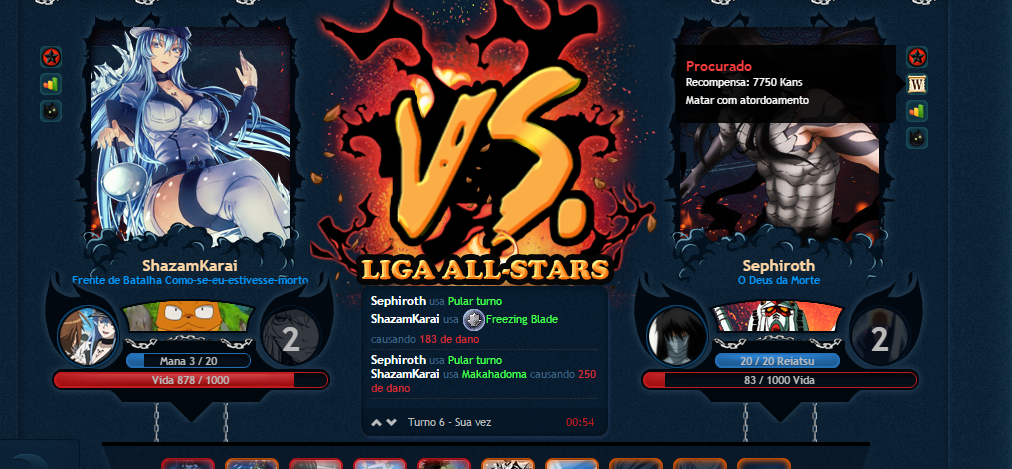 Procurado
Recompensa: 7750 Kans
Matar com atordoamento
W
VS.
LIGA ALL-STARS
ShazamKarai
Frente de Batalha Como-se-eu-estivesse-morto
Sephiroth
O Deus da Morte
2
Mana 3 / 20
Vida 878 / 1000
Sephiroth usa Pular turno
ShazamKarai usa Freezing Blade
causando 183 de dano
Sephiroth usa Pular turno
ShazamKarai usa Makahadoma causando 250
de dano
Turno 6 - Sua vez 00:54
2
20 / 20 Reiatsu
83 / 1000 Vida